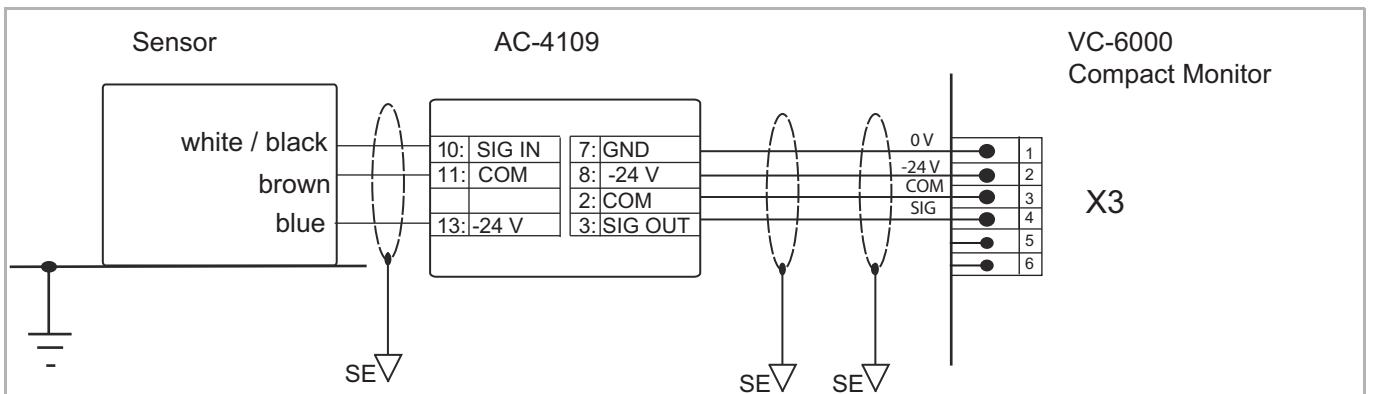 Sensor
AC-4109
VC-6000
Compact Monitor
white / black
brown
blue
10: SIG IN
11: COM
13: -24 V
7: GND
8: -24 V
2: COM
3: SIG OUT
0 V
-24 V
COM
SIG
1
2
3
4
5
6
X3
SE
SE
SE